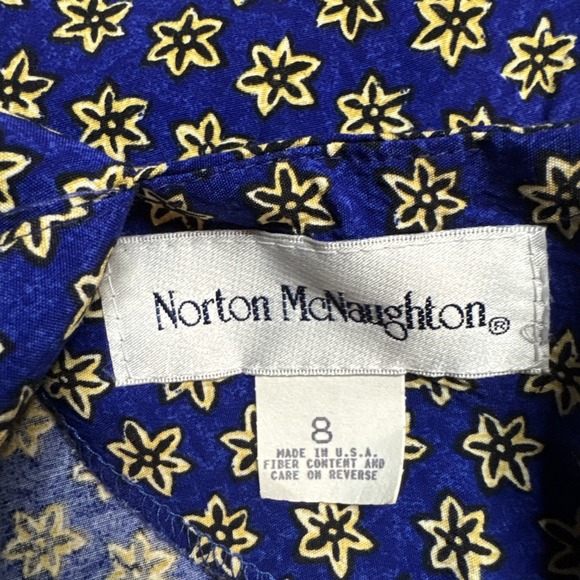 Norton McNaughton®
8
MADE IN U.S.A.
FIBER CONTENT AND
CARE ON REVERSE